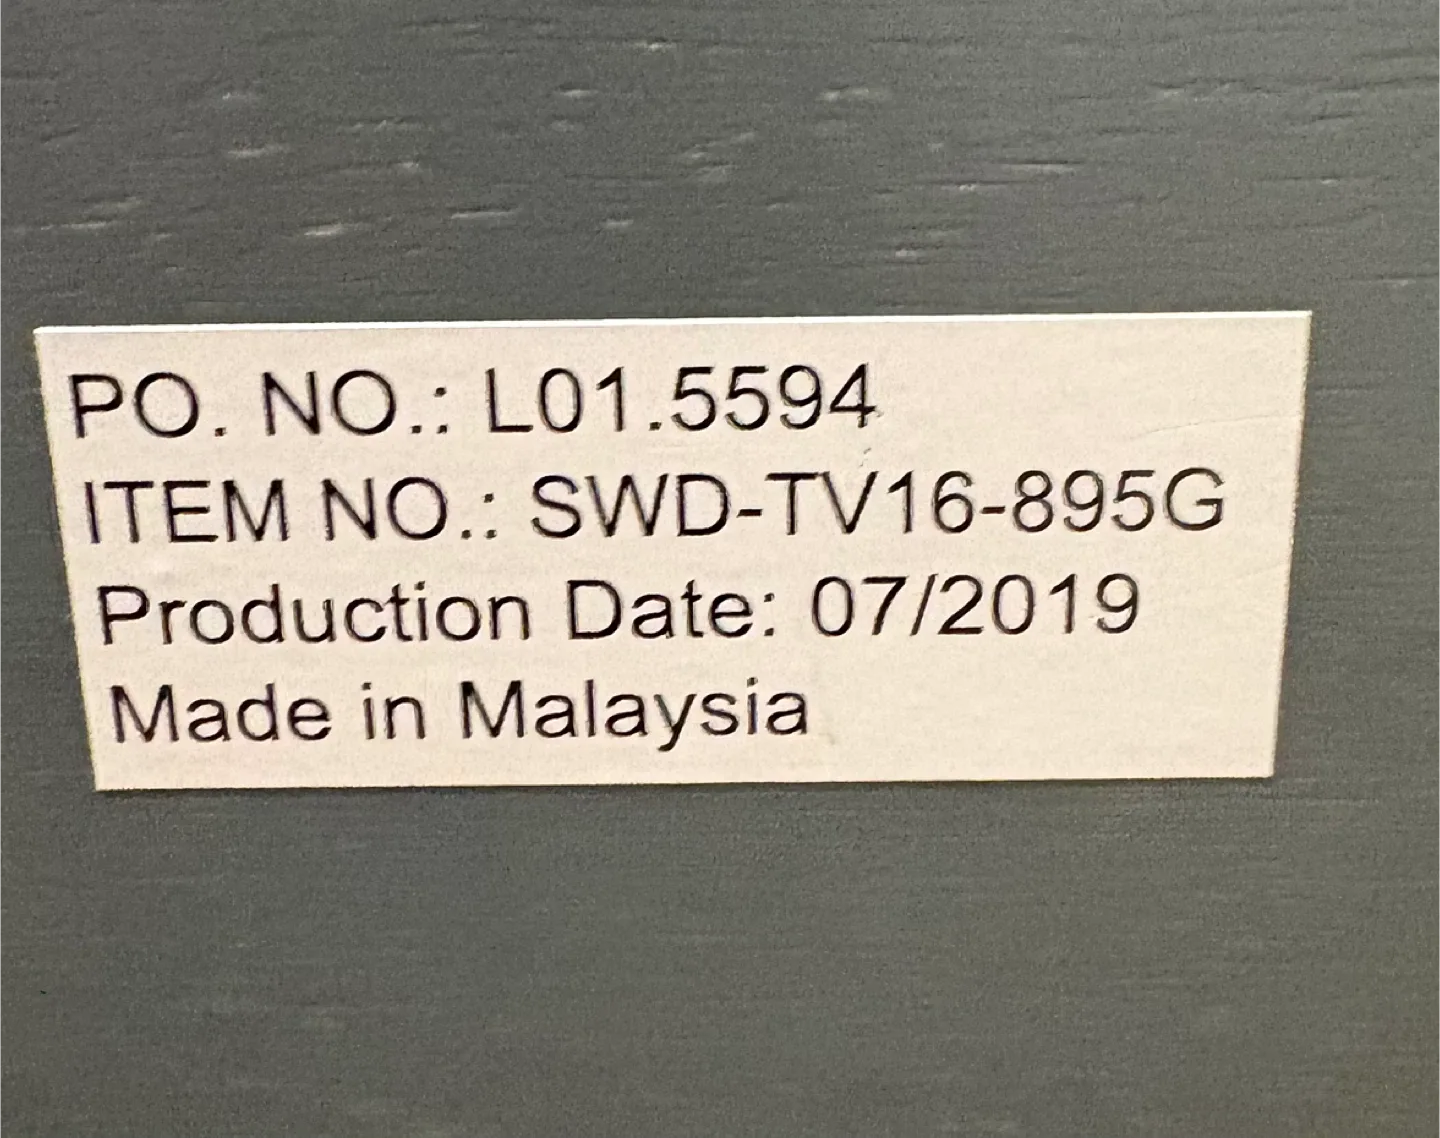 PO. NO.: L01.5594
ITEM NO.: SWD-TV16-895G
Production Date: 07/2019
Made in Malaysia